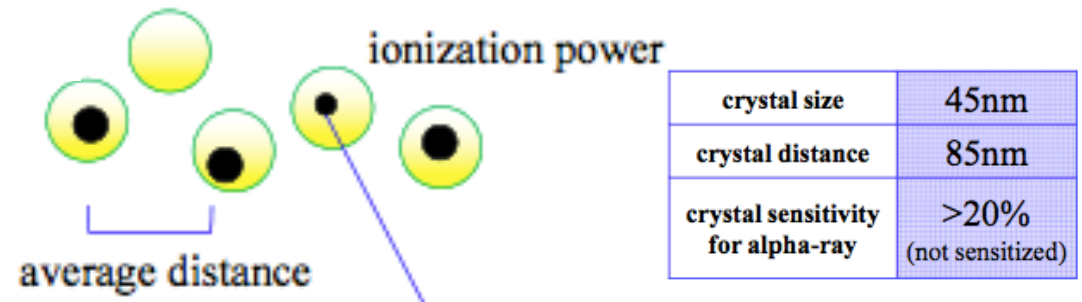 ionization power
average distance
crystal size 45nm
crystal distance 85nm
crystal sensitivity
for alpha-ray
>20%
(not sensitized)